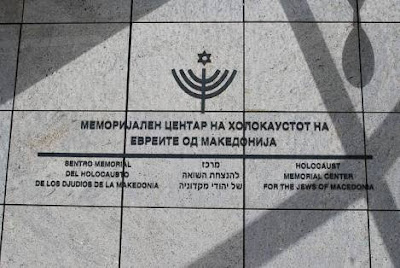 МЕМОРИЈАЛЕН ЦЕНТАР НА ХОЛОКАУСТОТ НА
ЕВРЕИТЕ ОД МАКЕДОНИЈА
SENTRO MEMORIAL
DEL HOLOCAUSTO
DE LOS DJUDIOS DE LA MAKEDONIA
מרכז
להנצחת השואה
של יהודי מקדוניה
HOLOCAUST
MEMORIAL CENTER
FOR THE JEWS OF MACEDONIA